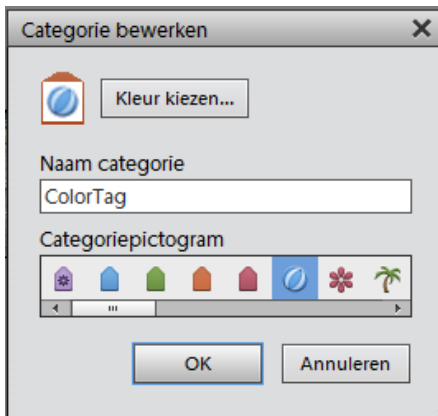 Categorie bewerken
Kleur kiezen...
Naam categorie
ColorTag
Categoriepictogram
OK
Annuleren